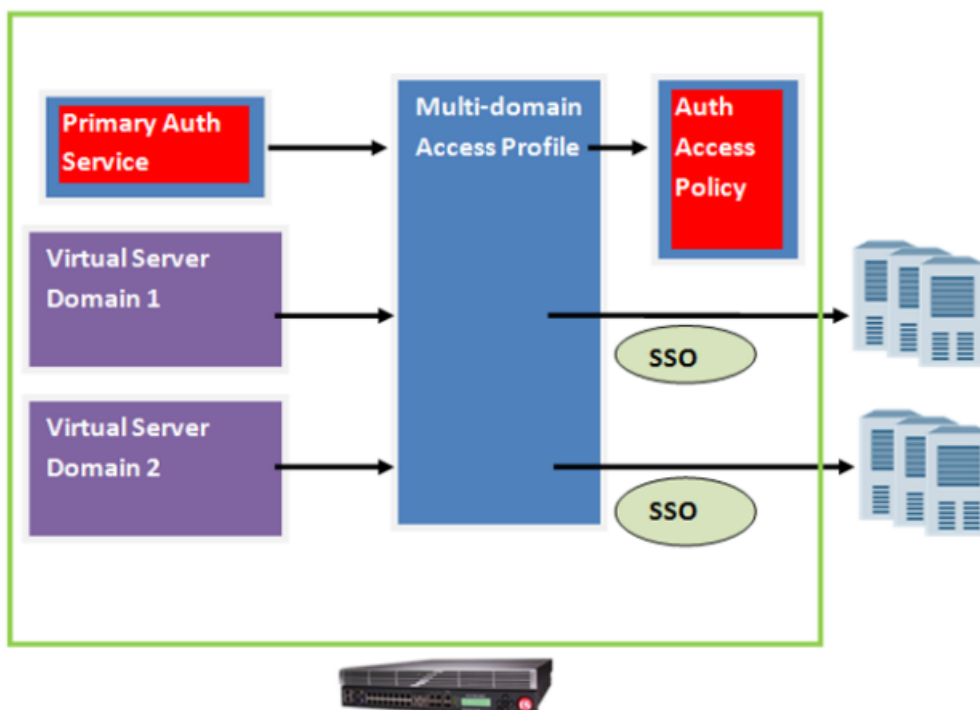 Primary Auth
Service
Multi-domain
Access Profile
Auth
Access
Policy
Virtual Server
Domain 1
SSO
Virtual Server
Domain 2
SSO